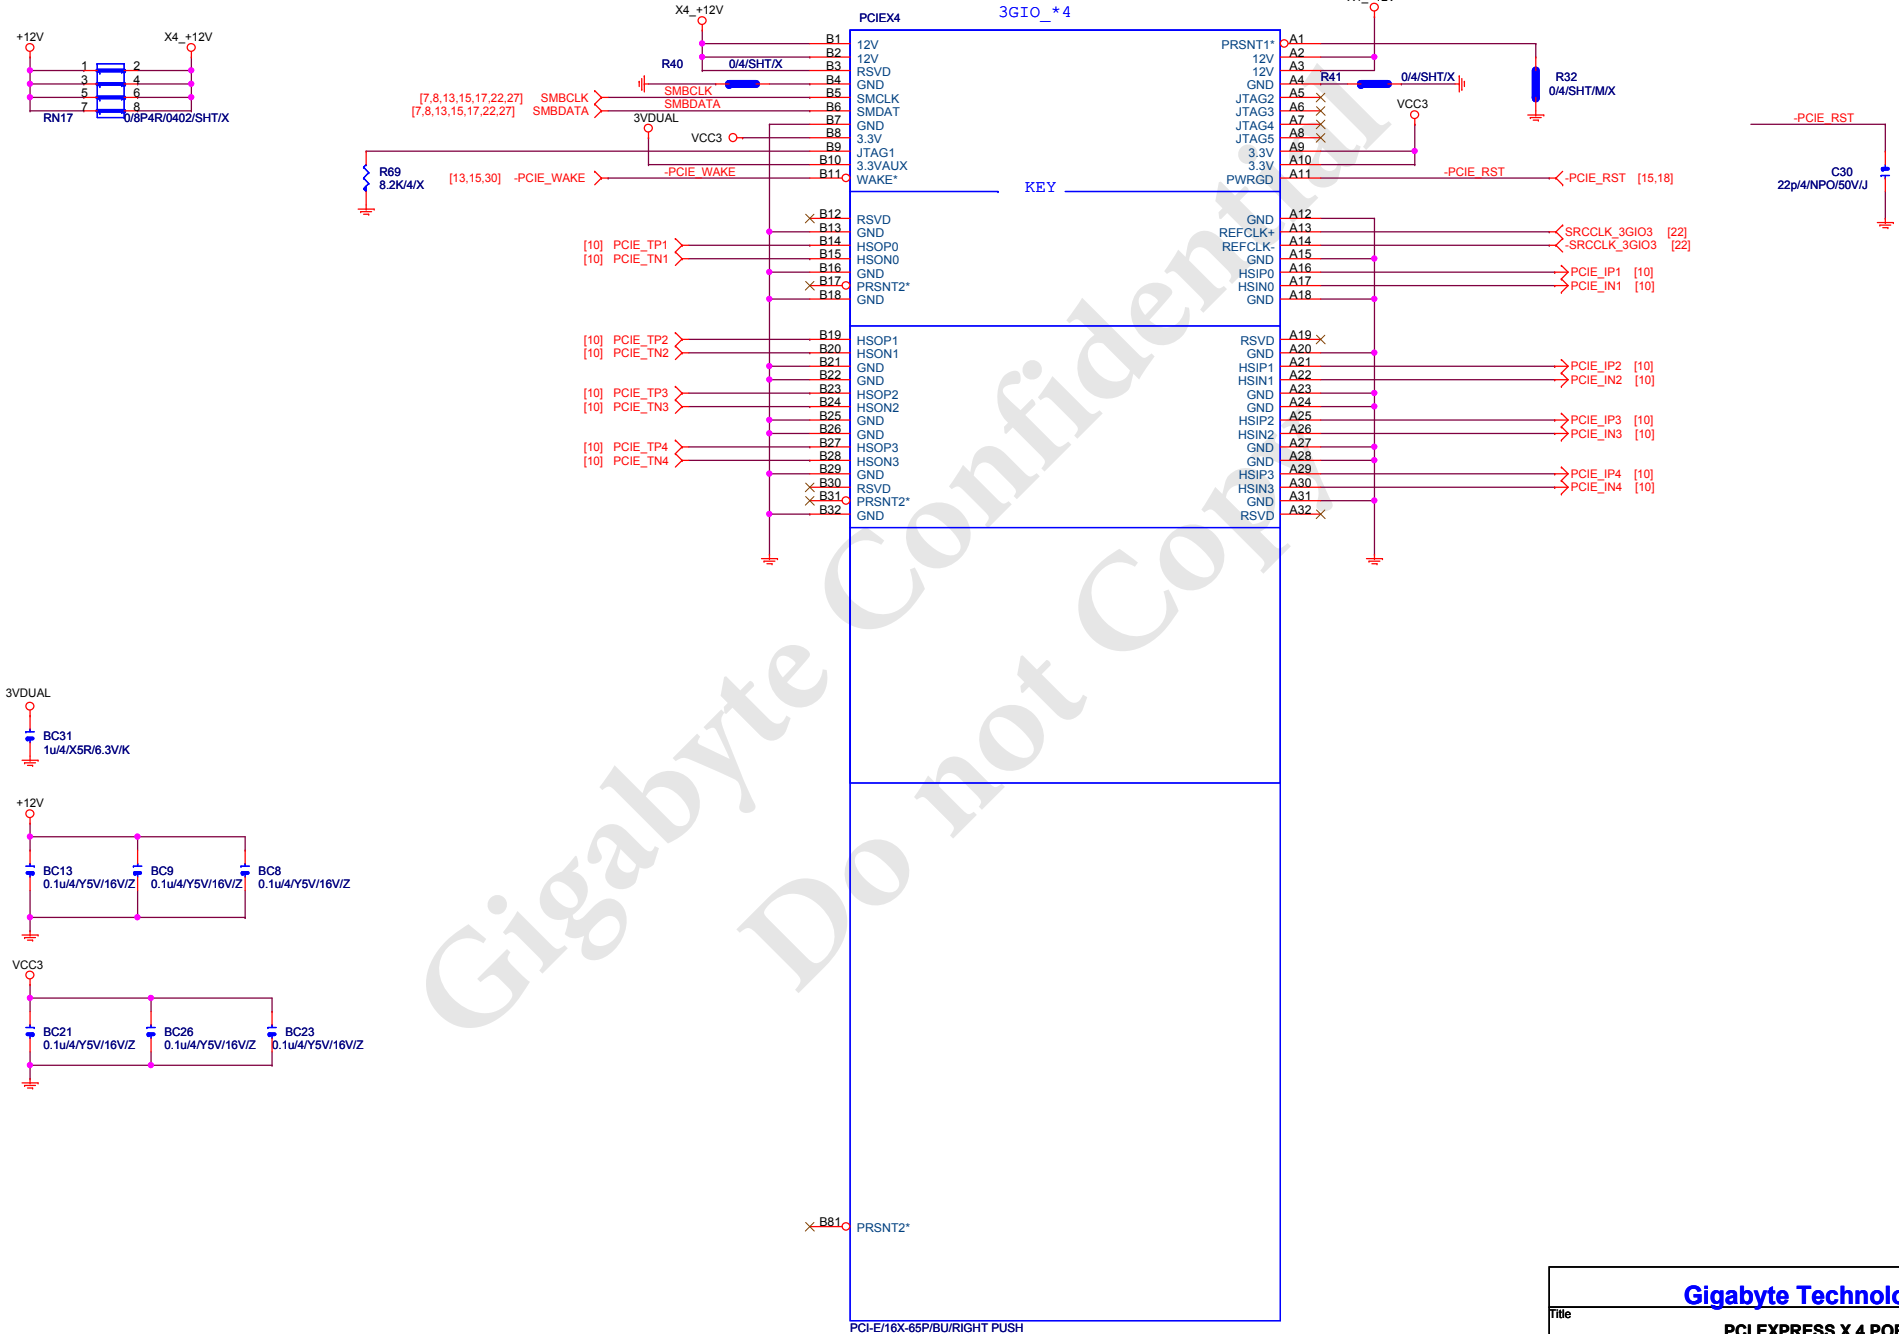 3GIO_*4
PCIEX4
X4_+12V
+12V
X4_+12V
1 2
3 4
5 6
7 8
RN17 0/8P4R/0402/SHT/X
R40 0/4/SHT/X
[7,8,13,15,17,22,27] SMBCLK SMBCLK
[7,8,13,15,17,22,27] SMBDATA SMBDATA
3VDUAL
VCC3
R69
8.2K/4/X
[13,15,30] -PCIE_WAKE -PCIE_WAKE
B1 12V
B2 12V
B3 RSVD
B4 GND
B5 SMCLK
B6 SMDAT
B7 GND
B8 3.3V
B9 JTAG1
B10 3.3VAUX
B11 WAKE*
PRSNT1* A1
12V A2
12V A3
GND A4
JTAG2 A5
JTAG3 A6
JTAG4 A7
JTAG5 A8
3.3V A9
3.3V A10
PWRGD A11
R41 0/4/SHT/X
VCC3
R32
0/4/SHT/M/X
-PCIE_RST -PCIE_RST [15,18]
-PCIE_RST
C30
22p/4/NPO/50V/J
KEY
B12 RSVD
B13 GND
[10] PCIE_TP1 B14 HSOP0
[10] PCIE_TN1 B15 HSON0
B16 GND
B17 PRSNT2*
B18 GND
GND A12
REFCLK+ A13 SRCCLK_3GIO3 [22]
REFCLK- A14 -SRCCLK_3GIO3 [22]
GND A15
HSIP0 A16 PCIE_IP1 [10]
HSIN0 A17 PCIE_IN1 [10]
GND A18
[10] PCIE_TP2 B19 HSOP1
[10] PCIE_TN2 B20 HSON1
B21 GND
B22 GND
[10] PCIE_TP3 B23 HSOP2
[10] PCIE_TN3 B24 HSON2
B25 GND
B26 GND
[10] PCIE_TP4 B27 HSOP3
[10] PCIE_TN4 B28 HSON3
B29 GND
B30 RSVD
B31 PRSNT2*
B32 GND
RSVD A19
GND A20
HSIP1 A21 PCIE_IP2 [10]
HSIN1 A22 PCIE_IN2 [10]
GND A23
GND A24
HSIP2 A25 PCIE_IP3 [10]
HSIN2 A26 PCIE_IN3 [10]
GND A27
GND A28
HSIP3 A29 PCIE_IP4 [10]
HSIN3 A30 PCIE_IN4 [10]
GND A31
RSVD A32
Gigabyte Confidential
Do not Copy
3VDUAL
BC31
1u/4/X5R/6.3V/K
+12V
BC13 BC9 BC8
0.1u/4/Y5V/16V/Z 0.1u/4/Y5V/16V/Z 0.1u/4/Y5V/16V/Z
VCC3
BC21 BC26 BC23
0.1u/4/Y5V/16V/Z 0.1u/4/Y5V/16V/Z 0.1u/4/Y5V/16V/Z
B81 PRSNT2*
PCI-E/16X-65P/BU/RIGHT PUSH
Gigabyte
Title
PCI EXPRESS X 4